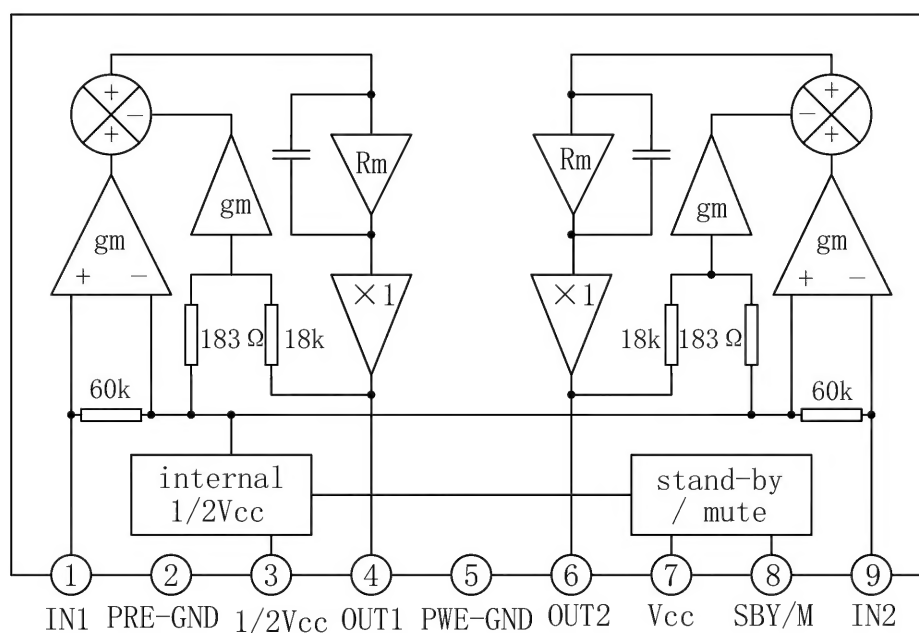 + − + + − +
Rm Rm
gm gm gm gm
+ − + −
×1 ×1
183Ω 18k 18k 183Ω
60k 60k
internal
1/2Vcc
stand-by
/ mute
1 2 3 4 5 6 7 8 9
IN1 PRE-GND 1/2Vcc OUT1 PWE-GND OUT2 Vcc SBY/M IN2